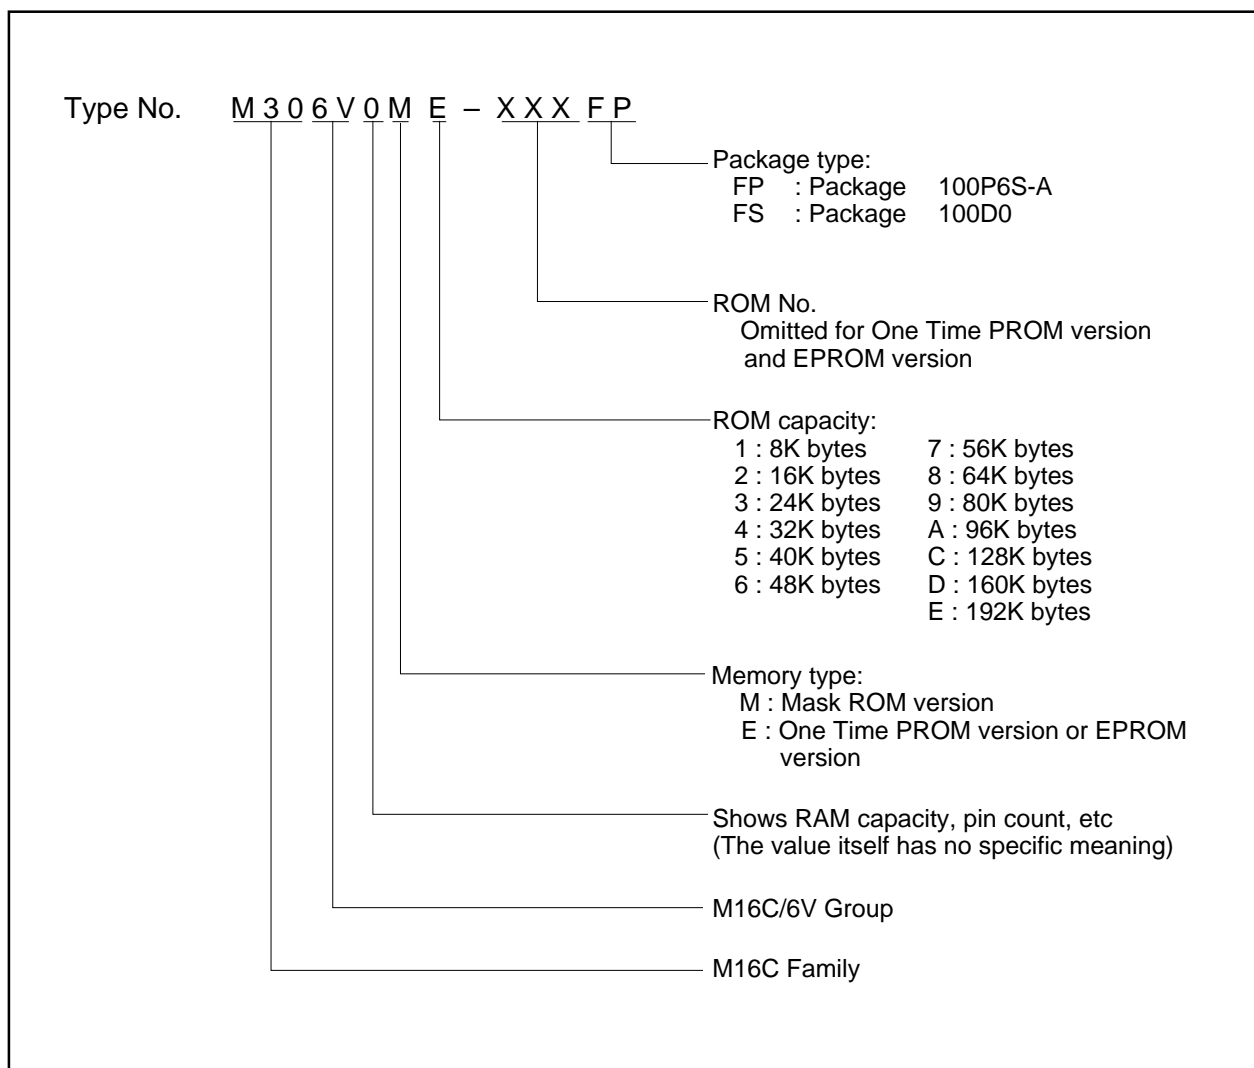 Type No. M 3 0 6 V 0 M E – X X X F P
Package type:
FP : Package 100P6S-A
FS : Package 100D0
ROM No.
Omitted for One Time PROM version
and EPROM version
ROM capacity:
1 : 8K bytes 7 : 56K bytes
2 : 16K bytes 8 : 64K bytes
3 : 24K bytes 9 : 80K bytes
4 : 32K bytes A : 96K bytes
5 : 40K bytes C : 128K bytes
6 : 48K bytes D : 160K bytes
E : 192K bytes
Memory type:
M : Mask ROM version
E : One Time PROM version or EPROM
version
Shows RAM capacity, pin count, etc
(The value itself has no specific meaning)
M16C/6V Group
M16C Family